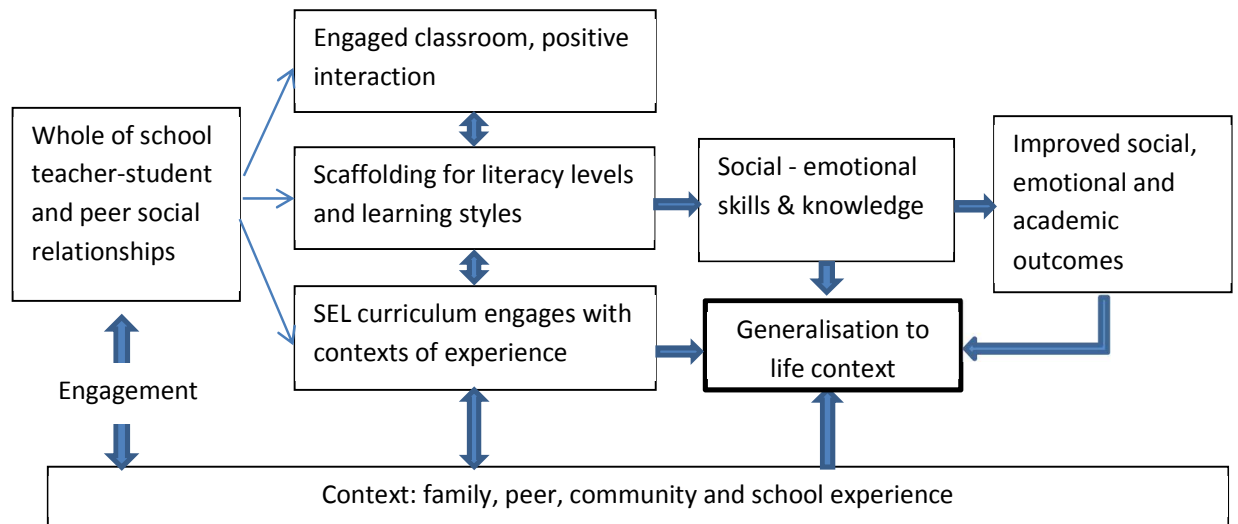 Engaged classroom, positive
interaction
Whole of school
teacher-student
and peer social
relationships
Scaffolding for literacy levels
and learning styles
Social - emotional
skills & knowledge
Improved social,
emotional and
academic
outcomes
SEL curriculum engages with
contexts of experience
Generalisation to
life context
Engagement
Context: family, peer, community and school experience